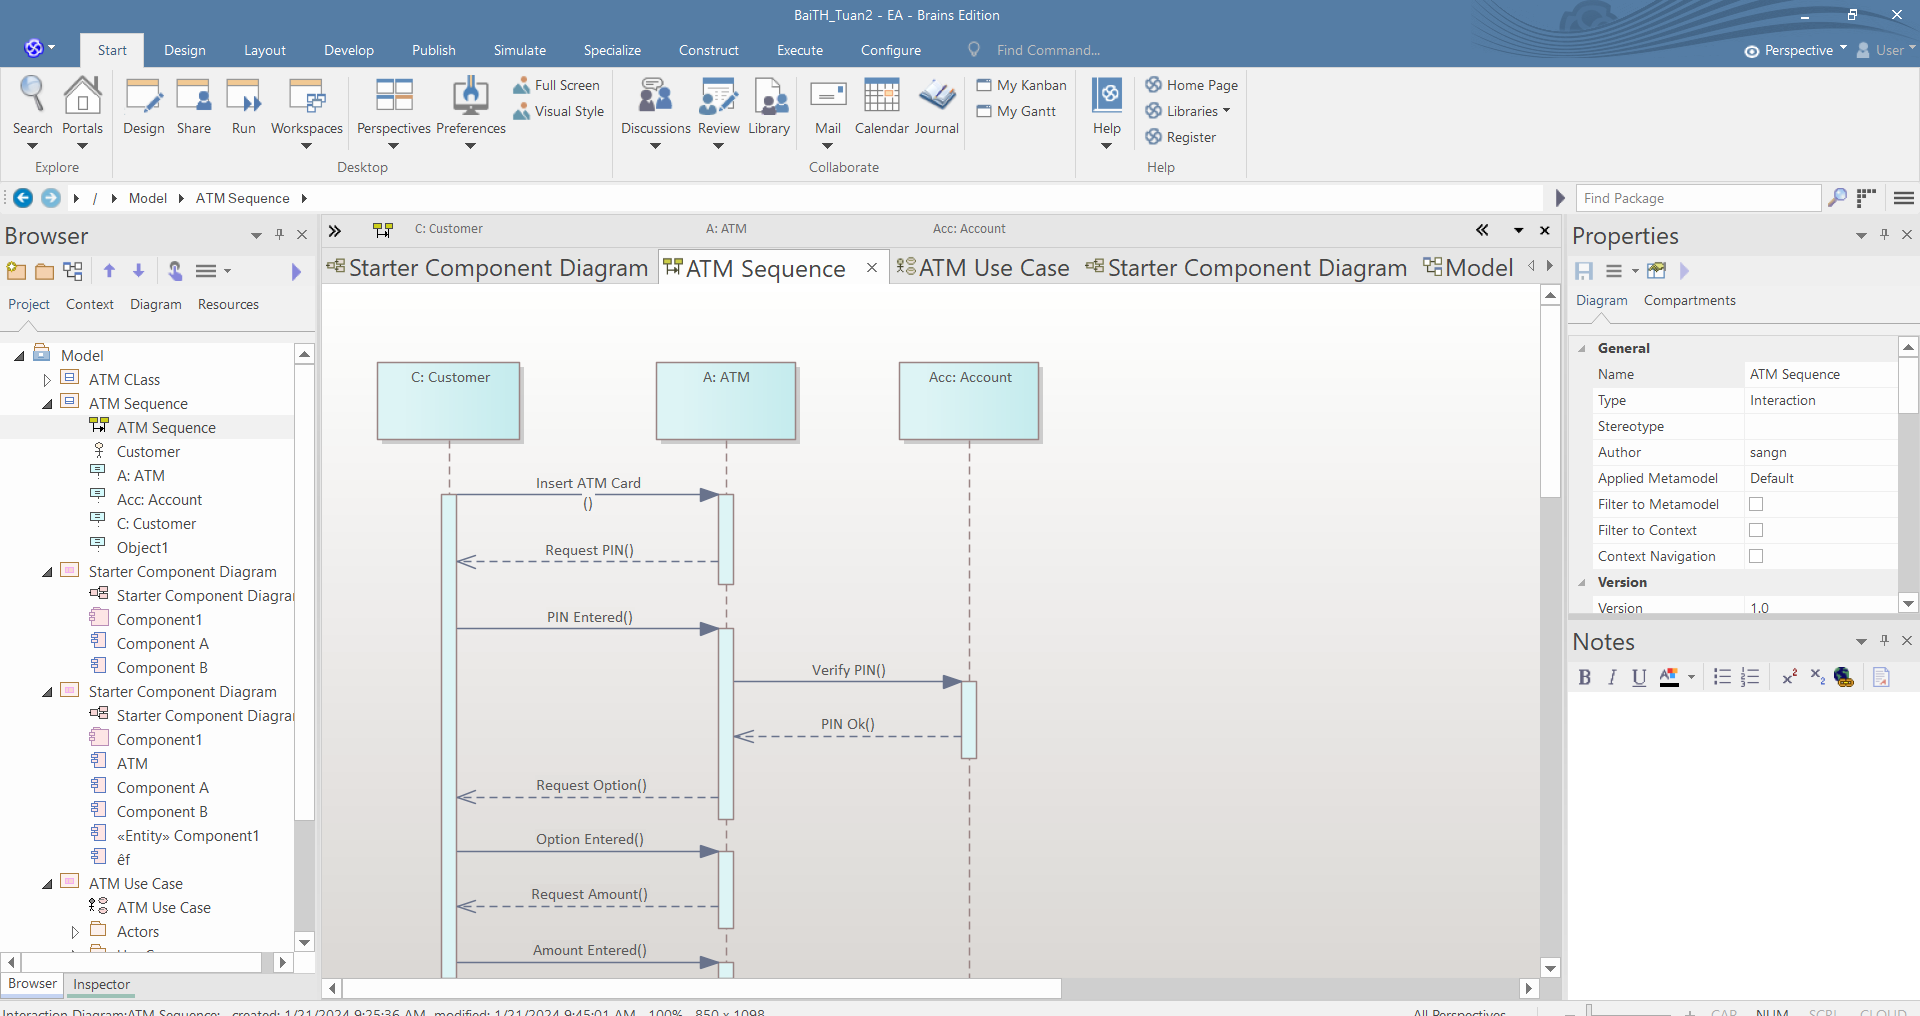 BaiTH_Tuan2 - EA - Brains Edition
Start
Design
Layout
Develop
Publish
Simulate
Specialize
Construct
Execute
Configure
Find Command...
Perspective
User
Search
Portals
Explore
Design
Share
Run
Workspaces
Perspectives
Preferences
Full Screen
Visual Style
Desktop
Discussions
Review
Library
Mail
Calendar
Journal
My Kanban
My Gantt
Collaborate
Help
Home Page
Libraries
Register
Help
/
Model
ATM Sequence
Find Package
Browser
Project
Context
Diagram
Resources
Model
ATM CLass
ATM Sequence
ATM Sequence
Customer
A: ATM
Acc: Account
C: Customer
Object1
Starter Component Diagram
Starter Component Diagra
Component1
Component A
Component B
Starter Component Diagram
Starter Component Diagra
Component1
ATM
Component A
Component B
«Entity» Component1
êf
ATM Use Case
ATM Use Case
Actors
Browser
Inspector
C: Customer
A: ATM
Acc: Account
Starter Component Diagram
ATM Sequence
ATM Use Case
Starter Component Diagram
Model
C: Customer
A: ATM
Acc: Account
Insert ATM Card
()
Request PIN()
PIN Entered()
Verify PIN()
PIN Ok()
Request Option()
Option Entered()
Request Amount()
Amount Entered()
Properties
Diagram
Compartments
General
Name ATM Sequence
Type Interaction
Stereotype
Author sangn
Applied Metamodel Default
Filter to Metamodel
Filter to Context
Context Navigation
Version
Version 1.0
Notes
B I U A x² x₂
Interaction Diagram:ATM Sequence: created: 1/21/2024 9:25:36 AM modified: 1/21/2024 9:45:01 AM 100% 850 x 1098
All Perspectives
CAP NUM SCRL CLOUD